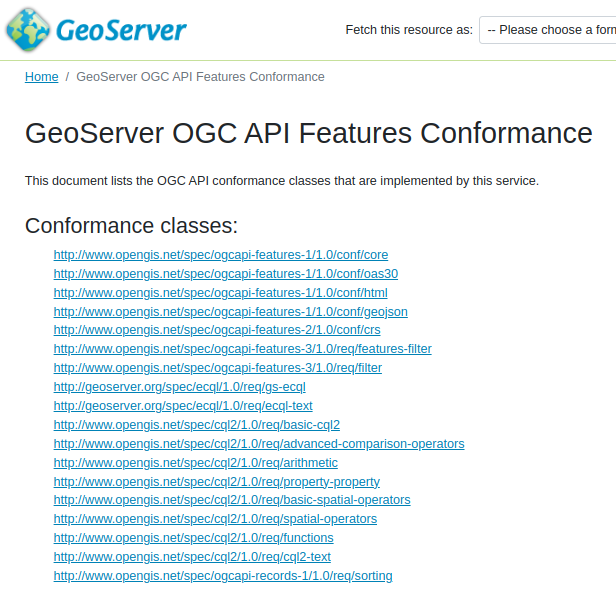 GeoServer
Fetch this resource as: -- Please choose a forn
Home / GeoServer OGC API Features Conformance
GeoServer OGC API Features Conformance
This document lists the OGC API conformance classes that are implemented by this service.
Conformance classes:
http://www.opengis.net/spec/ogcapi-features-1/1.0/conf/core
http://www.opengis.net/spec/ogcapi-features-1/1.0/conf/oas30
http://www.opengis.net/spec/ogcapi-features-1/1.0/conf/html
http://www.opengis.net/spec/ogcapi-features-1/1.0/conf/geojson
http://www.opengis.net/spec/ogcapi-features-2/1.0/conf/crs
http://www.opengis.net/spec/ogcapi-features-3/1.0/req/features-filter
http://www.opengis.net/spec/ogcapi-features-3/1.0/req/filter
http://geoserver.org/spec/ecql/1.0/req/gs-ecql
http://geoserver.org/spec/ecql/1.0/req/ecql-text
http://www.opengis.net/spec/cql2/1.0/req/basic-cql2
http://www.opengis.net/spec/cql2/1.0/req/advanced-comparison-operators
http://www.opengis.net/spec/cql2/1.0/req/arithmetic
http://www.opengis.net/spec/cql2/1.0/req/property-property
http://www.opengis.net/spec/cql2/1.0/req/basic-spatial-operators
http://www.opengis.net/spec/cql2/1.0/req/spatial-operators
http://www.opengis.net/spec/cql2/1.0/req/functions
http://www.opengis.net/spec/cql2/1.0/req/cql2-text
http://www.opengis.net/spec/ogcapi-records-1/1.0/req/sorting